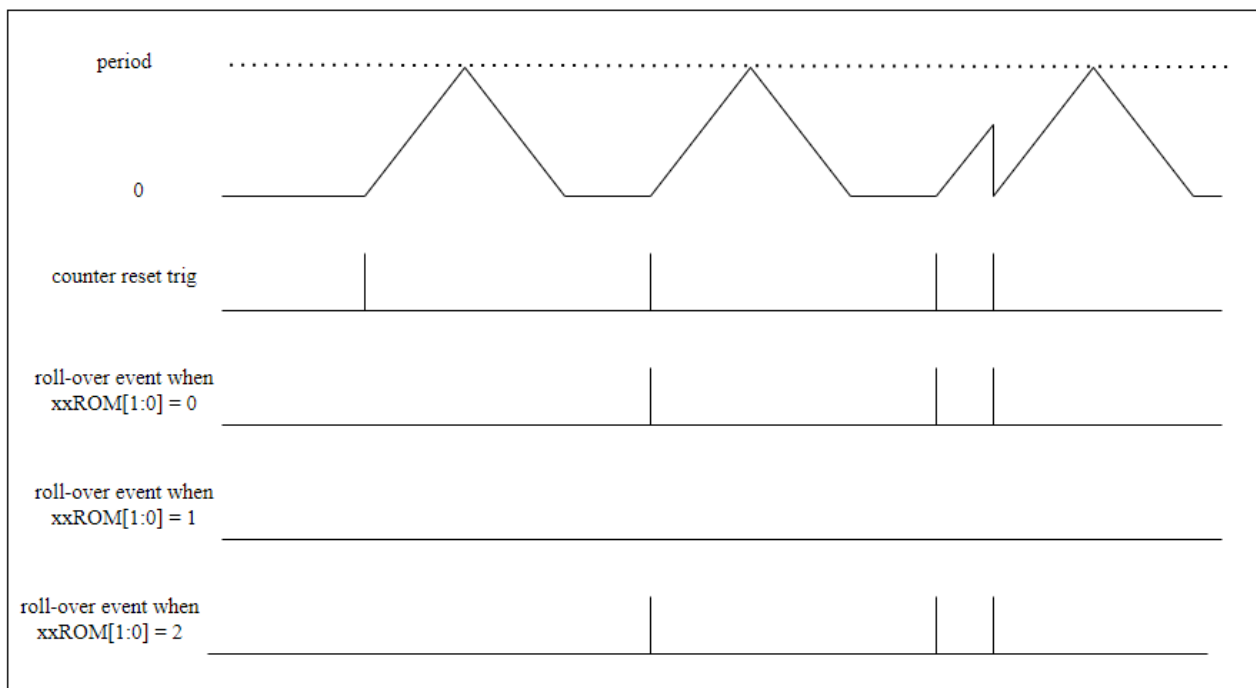 period
0
counter reset trig
roll-over event when
xxROM[1:0] = 0
roll-over event when
xxROM[1:0] = 1
roll-over event when
xxROM[1:0] = 2